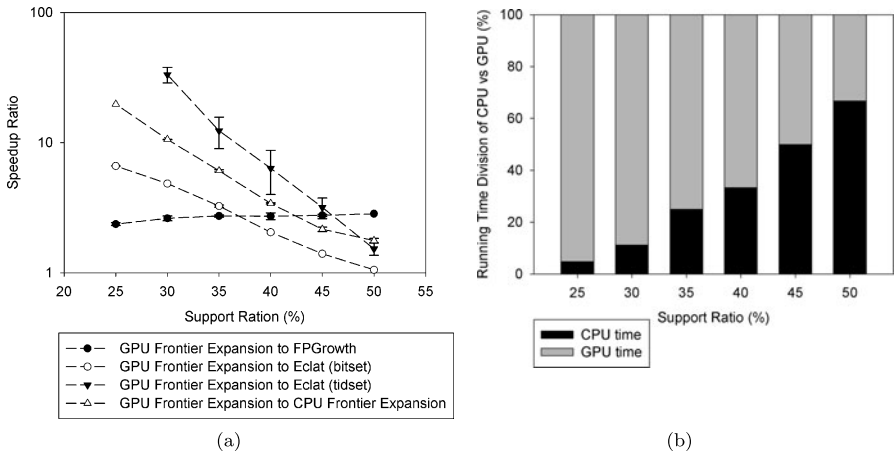 100
10
1
Speedup Ratio
20 25 30 35 40 45 50 55
Support Ration (%)
GPU Frontier Expansion to FPGrowth
GPU Frontier Expansion to Eclat (bitset)
GPU Frontier Expansion to Eclat (tidset)
GPU Frontier Expansion to CPU Frontier Expansion
(a)
Running Time Division of CPU vs GPU (%)
100
80
60
40
20
0
25 30 35 40 45 50
Support Ratio (%)
CPU time
GPU time
(b)